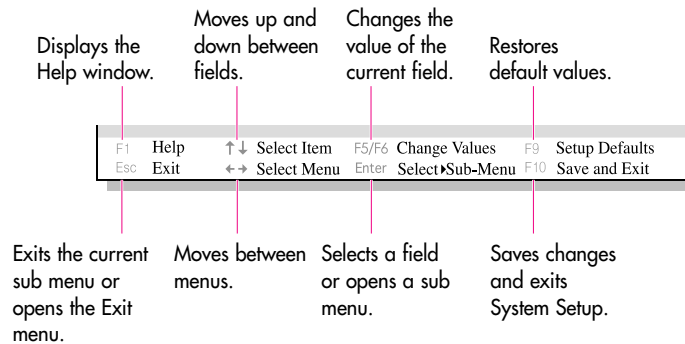 Displays the
Help window.
Moves up and
down between
fields.
Changes the
value of the
current field.
Restores
default values.
F1 Help ↑↓ Select Item F5/F6 Change Values F9 Setup Defaults
Esc Exit ←→ Select Menu Enter Select▸Sub-Menu F10 Save and Exit
Exits the current
sub menu or
opens the Exit
menu.
Moves between
menus.
Selects a field
or opens a sub
menu.
Saves changes
and exits
System Setup.